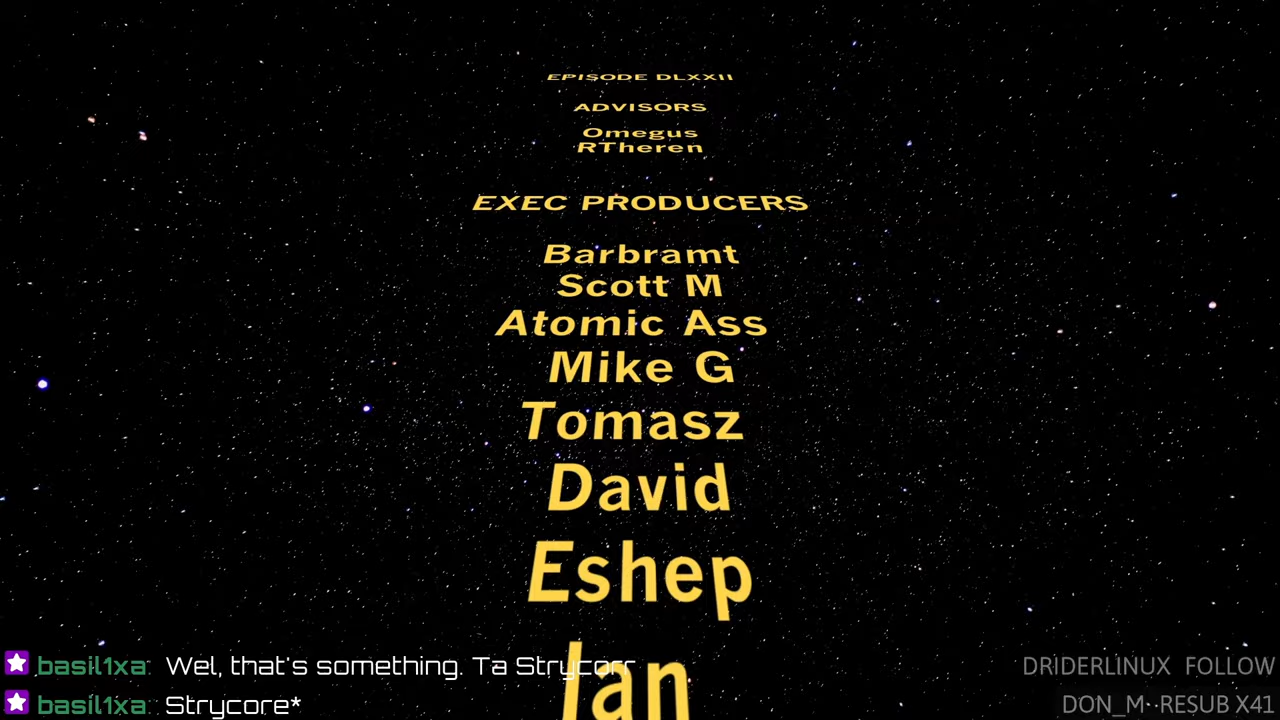 EPISODE DLXXII
ADVISORS
Omegus
RTheren
EXEC PRODUCERS
Barbramt
Scott M
Atomic Ass
Mike G
Tomasz
David
Eshep
Ian
basil1xa: Wel, that's something. Ta Strycorr
basil1xa: Strycore*
DRIDERLINUX FOLLOW
DON_M··RESUB X41